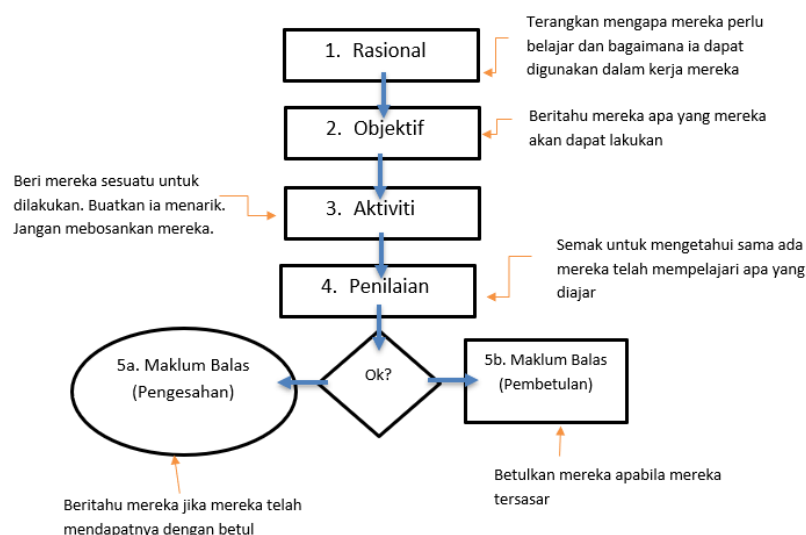 1. Rasional
Terangkan mengapa mereka perlu
belajar dan bagaimana ia dapat
digunakan dalam kerja mereka
2. Objektif
Beritahu mereka apa yang mereka
akan dapat lakukan
Beri mereka sesuatu untuk
dilakukan. Buatkan ia menarik.
Jangan mebosankan mereka.
3. Aktiviti
4. Penilaian
Semak untuk mengetahui sama ada
mereka telah mempelajari apa yang
diajar
5a. Maklum Balas
(Pengesahan)
Ok?
5b. Maklum Balas
(Pembetulan)
Beritahu mereka jika mereka telah
mendapatnya dengan betul
Betulkan mereka apabila mereka
tersasar